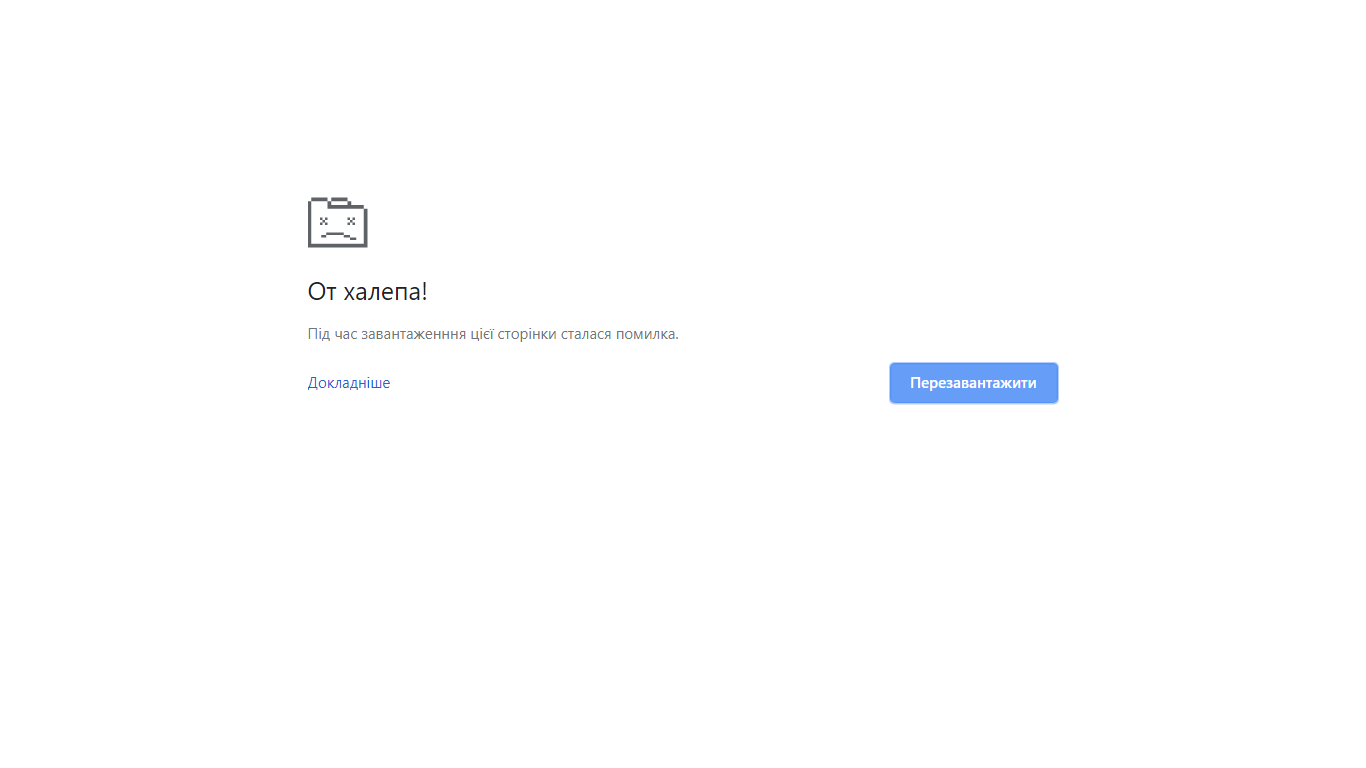 От халепа!
Під час завантаженння цієї сторінки сталася помилка.
Докладніше
Перезавантажити